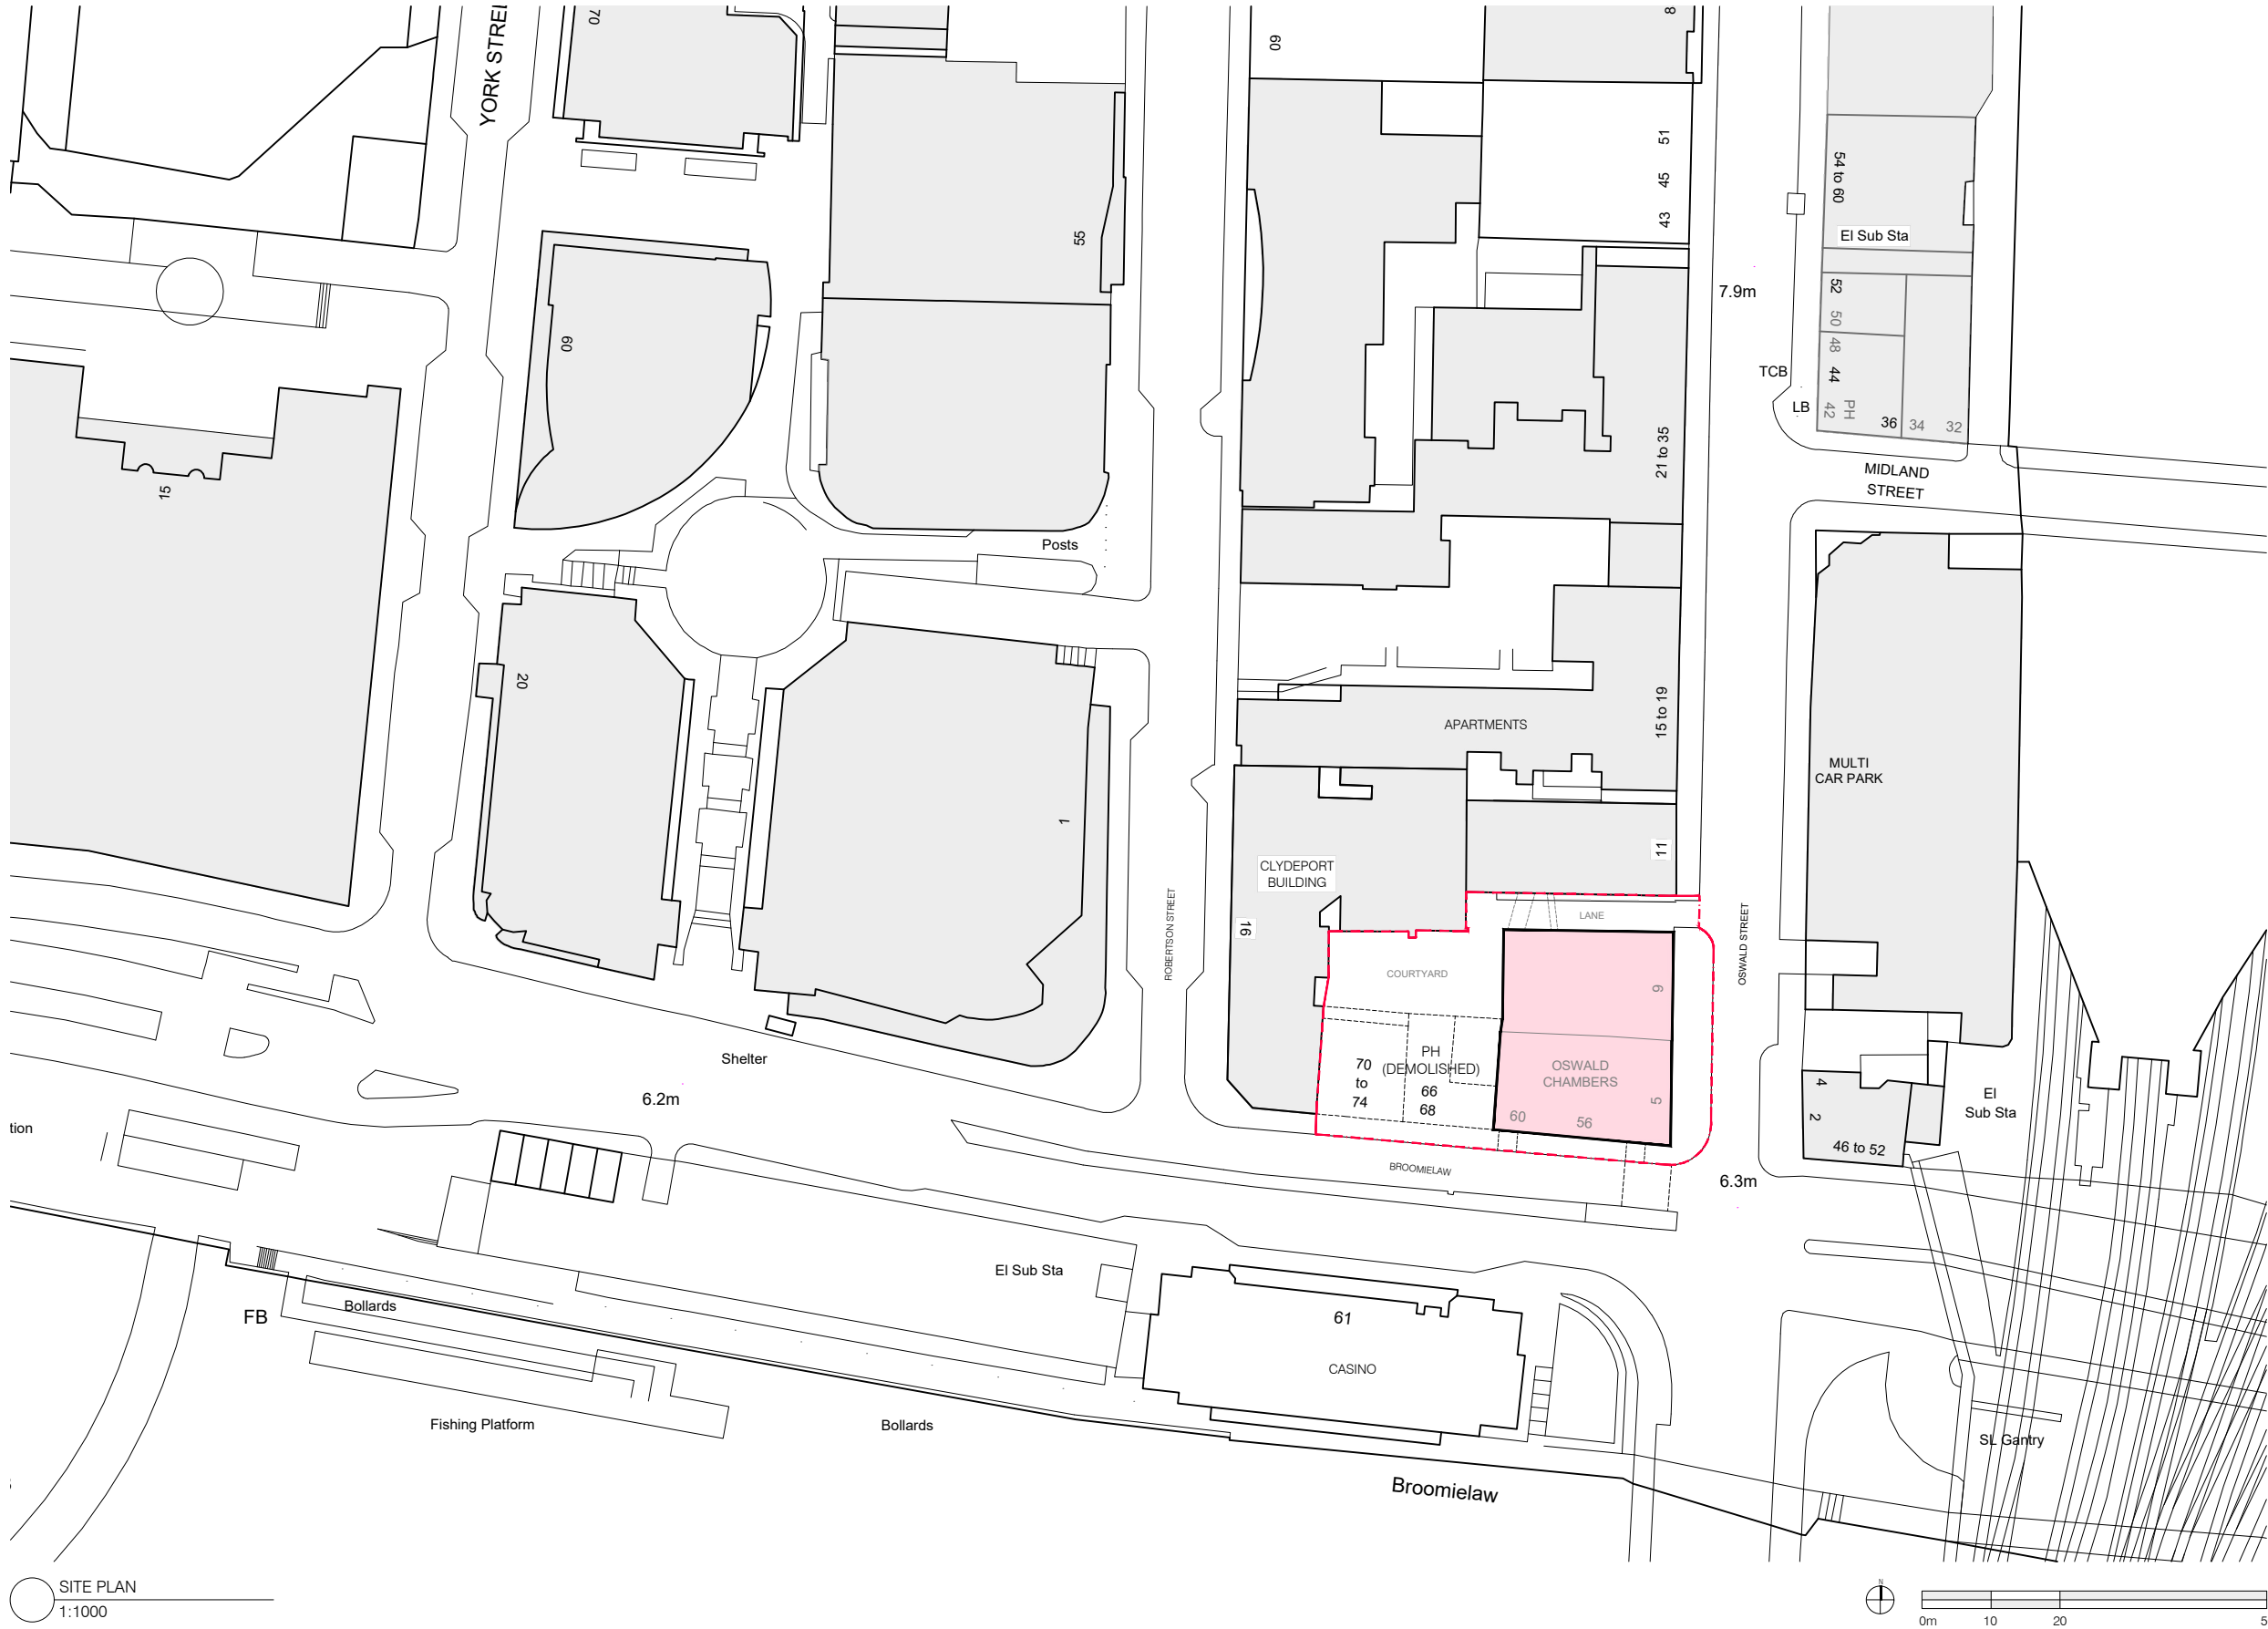 YORK STREE
70
60
8
51
45
43
54 to 60
El Sub Sta
55
7.9m
52
50
48
44
42
PH
36
34
32
TCB
LB
60
15
21 to 35
MIDLAND
STREET
Posts
20
1
APARTMENTS
15 to 19
MULTI
CAR PARK
11
CLYDEPORT
BUILDING
16
ROBERTSON STREET
LANE
OSWALD STREET
COURTYARD
9
PH
(DEMOLISHED)
70
to
74
66
68
OSWALD
CHAMBERS
60
56
5
Shelter
6.2m
4
2
46 to 52
El
Sub Sta
tion
BROOMIELAW
6.3m
El Sub Sta
Bollards
FB
61
CASINO
Fishing Platform
Bollards
SL Gantry
Broomielaw
SITE PLAN
1:1000
N
0m
10
20
5